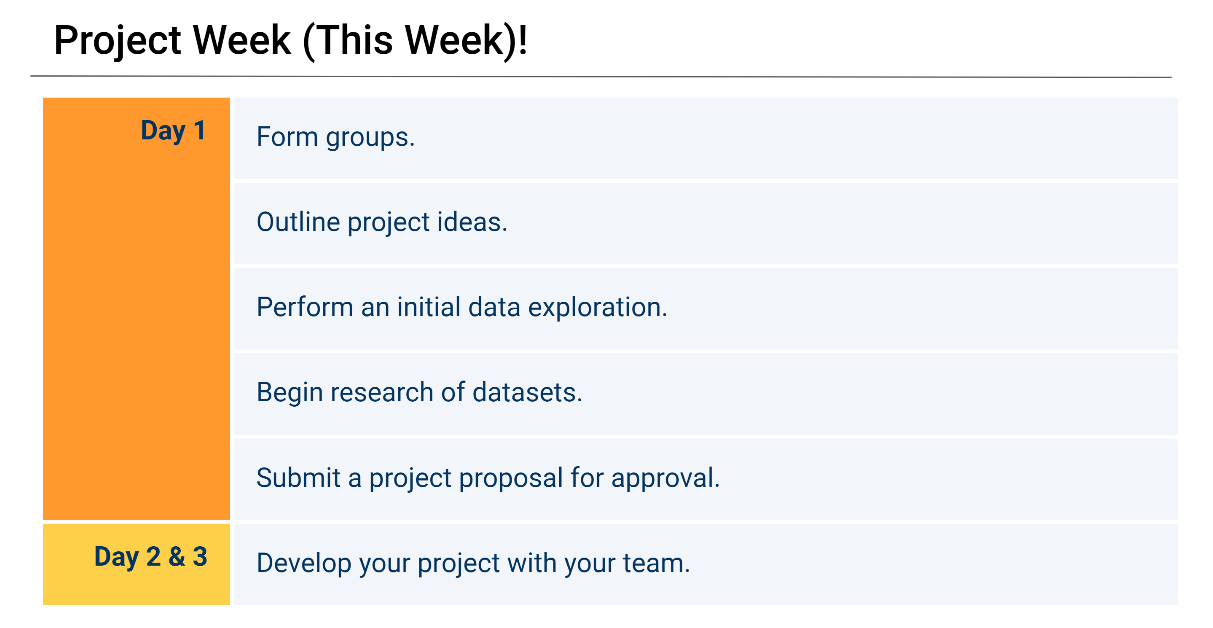 Project Week (This Week)!
Day 1
Form groups.
Outline project ideas.
Perform an initial data exploration.
Begin research of datasets.
Submit a project proposal for approval.
Day 2 & 3
Develop your project with your team.